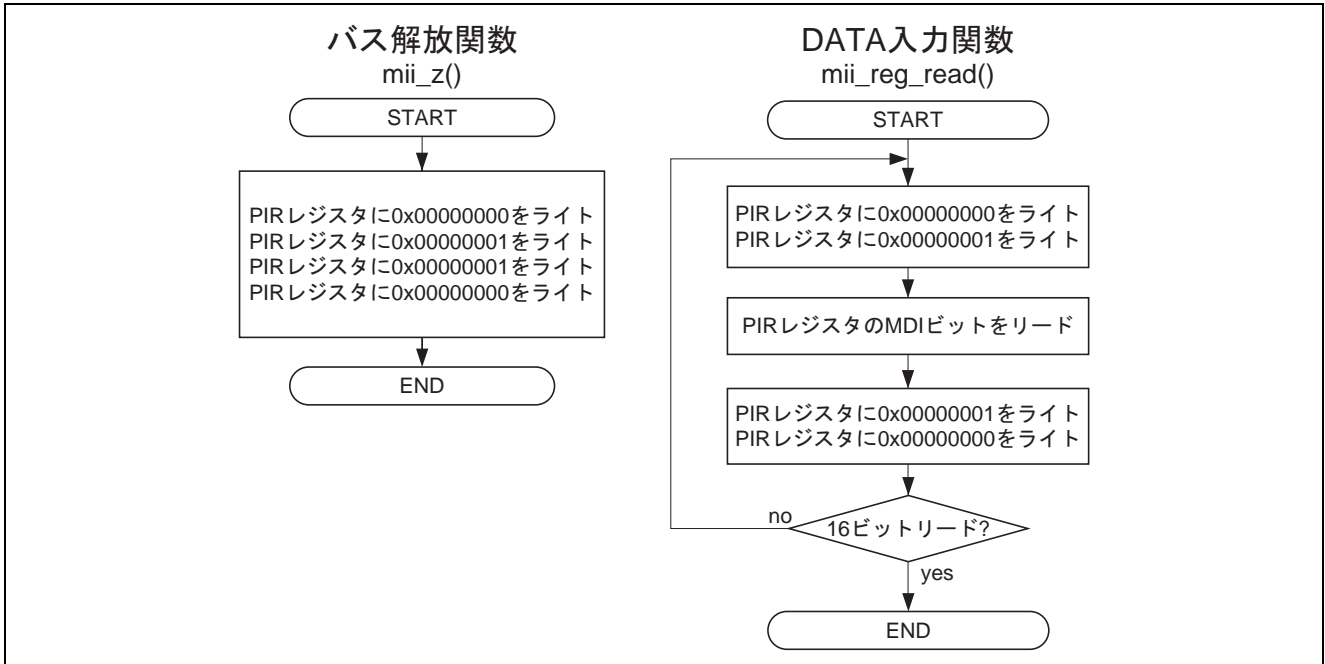 バス解放関数
mii_z()
START
PIRレジスタに0x00000000をライト
PIRレジスタに0x00000001をライト
PIRレジスタに0x00000001をライト
PIRレジスタに0x00000000をライト
END
DATA入力関数
mii_reg_read()
START
PIRレジスタに0x00000000をライト
PIRレジスタに0x00000001をライト
PIRレジスタのMDIビットをリード
PIRレジスタに0x00000001をライト
PIRレジスタに0x00000000をライト
no
16ビットリード?
yes
END